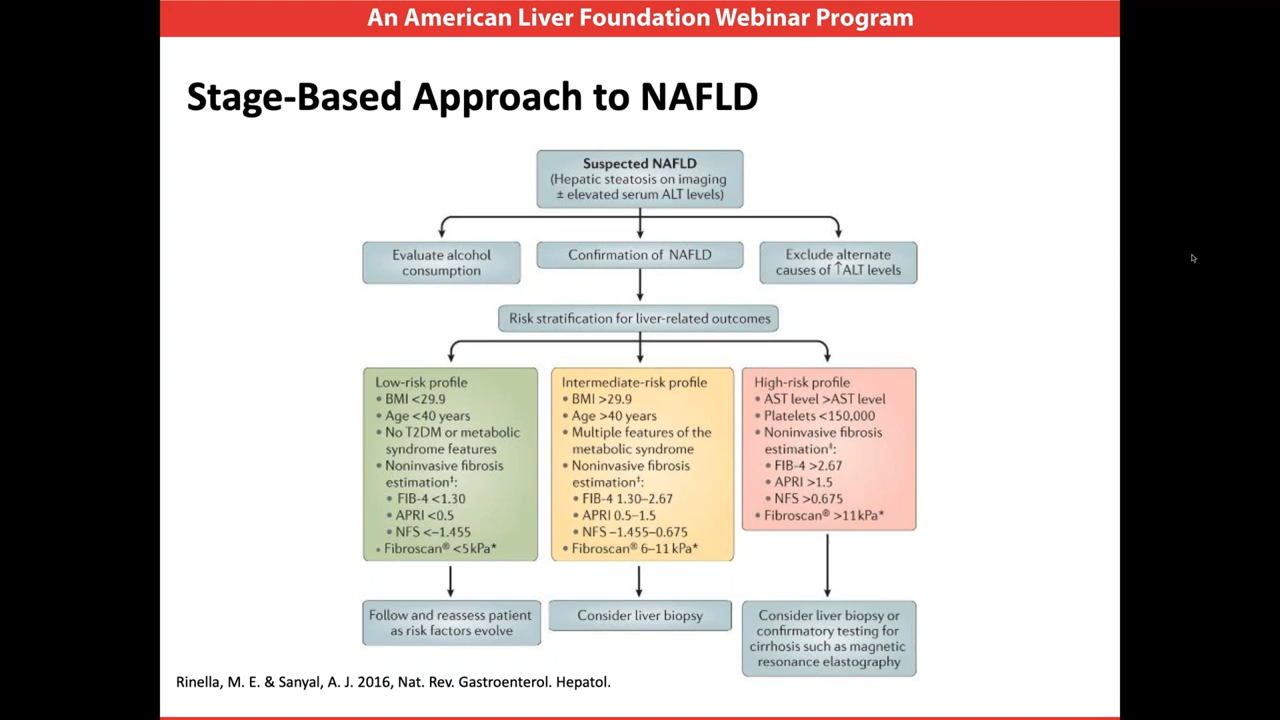 An American Liver Foundation Webinar Program
Stage-Based Approach to NAFLD
Suspected NAFLD
(Hepatic steatosis on imaging
± elevated serum ALT levels)
Evaluate alcohol
consumption
Confirmation of NAFLD
Exclude alternate
causes of ↑ALT levels
Risk stratification for liver-related outcomes
Low-risk profile
• BMI <29.9
• Age <40 years
• No T2DM or metabolic
syndrome features
• Noninvasive fibrosis
estimation‡:
• FIB-4 <1.30
• APRI <0.5
• NFS <–1.455
• Fibroscan® <5kPa*
Intermediate-risk profile
• BMI >29.9
• Age >40 years
• Multiple features of the
metabolic syndrome
• Noninvasive fibrosis
estimation‡:
• FIB-4 1.30–2.67
• APRI 0.5–1.5
• NFS –1.455–0.675
• Fibroscan® 6–11 kPa*
High-risk profile
• AST level >AST level
• Platelets <150,000
• Noninvasive fibrosis
estimation‡:
• FIB-4 >2.67
• APRI >1.5
• NFS >0.675
• Fibroscan® >11kPa*
Follow and reassess patient
as risk factors evolve
Consider liver biopsy
Consider liver biopsy or
confirmatory testing for
cirrhosis such as magnetic
resonance elastography
Rinella, M. E. & Sanyal, A. J. 2016, Nat. Rev. Gastroenterol. Hepatol.